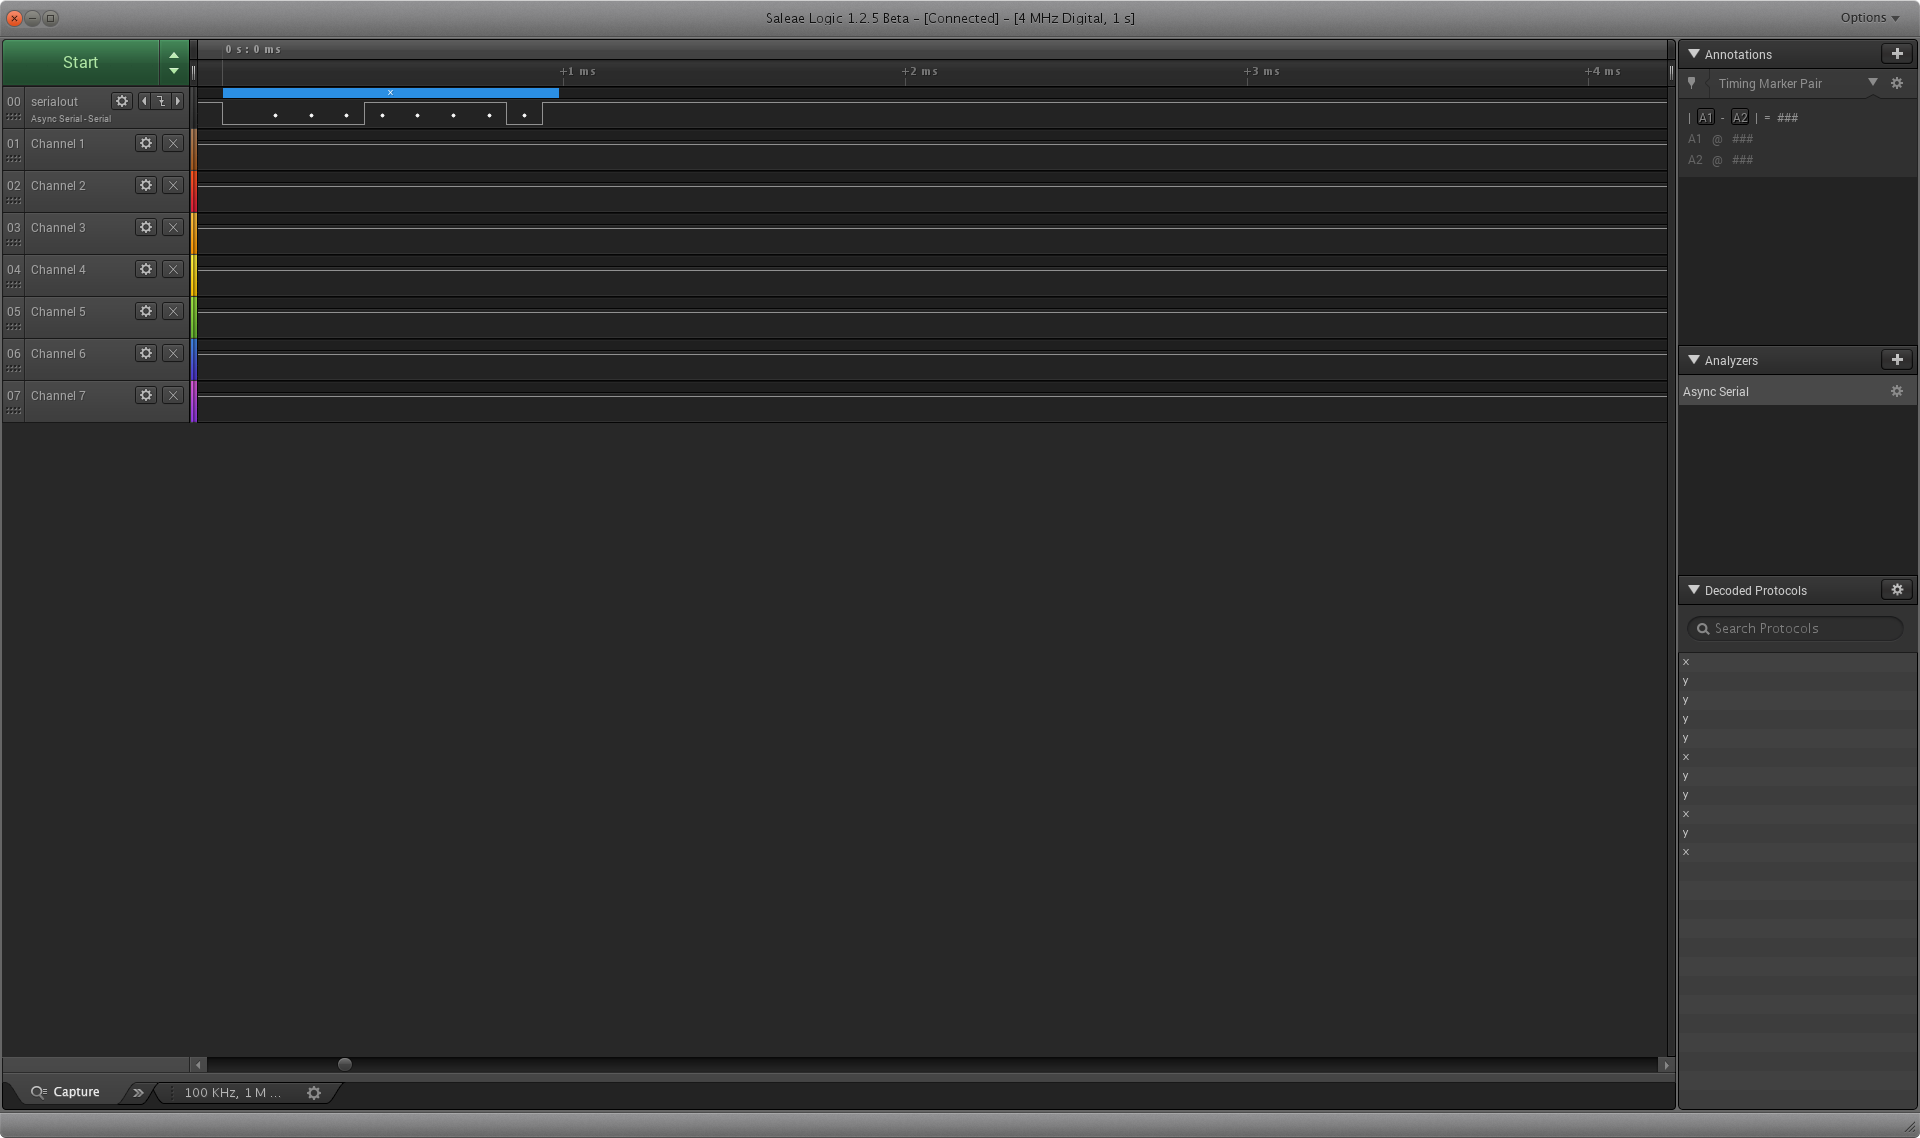 Saleae Logic 1.2.5 Beta - [Connected] - [4 MHz Digital, 1 s]
Options
Start
0 s : 0 ms
+1 ms
+2 ms
+3 ms
+4 ms
00 serialout
Async Serial - Serial
x
01 Channel 1
02 Channel 2
03 Channel 3
04 Channel 4
05 Channel 5
06 Channel 6
07 Channel 7
Annotations
Timing Marker Pair
| A1 - A2 | = ###
A1 @ ###
A2 @ ###
Analyzers
Async Serial
Decoded Protocols
Search Protocols
x
y
y
y
y
x
y
y
x
y
x
Capture
100 KHz, 1 M ...